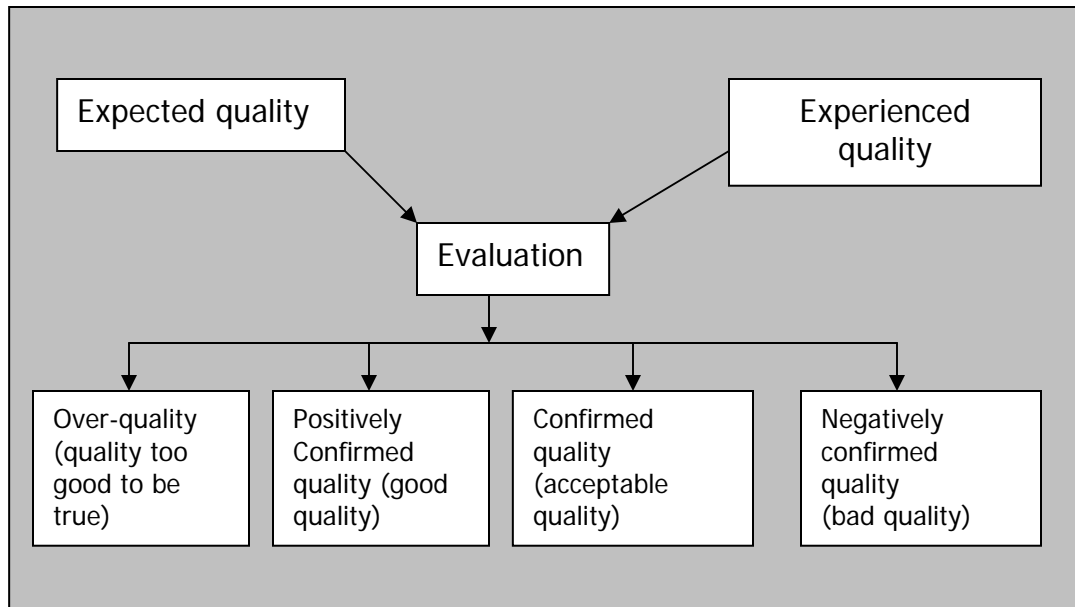 Expected quality
Experienced
quality
Evaluation
Over-quality
(quality too
good to be
true)
Positively
Confirmed
quality (good
quality)
Confirmed
quality
(acceptable
quality)
Negatively
confirmed
quality
(bad quality)